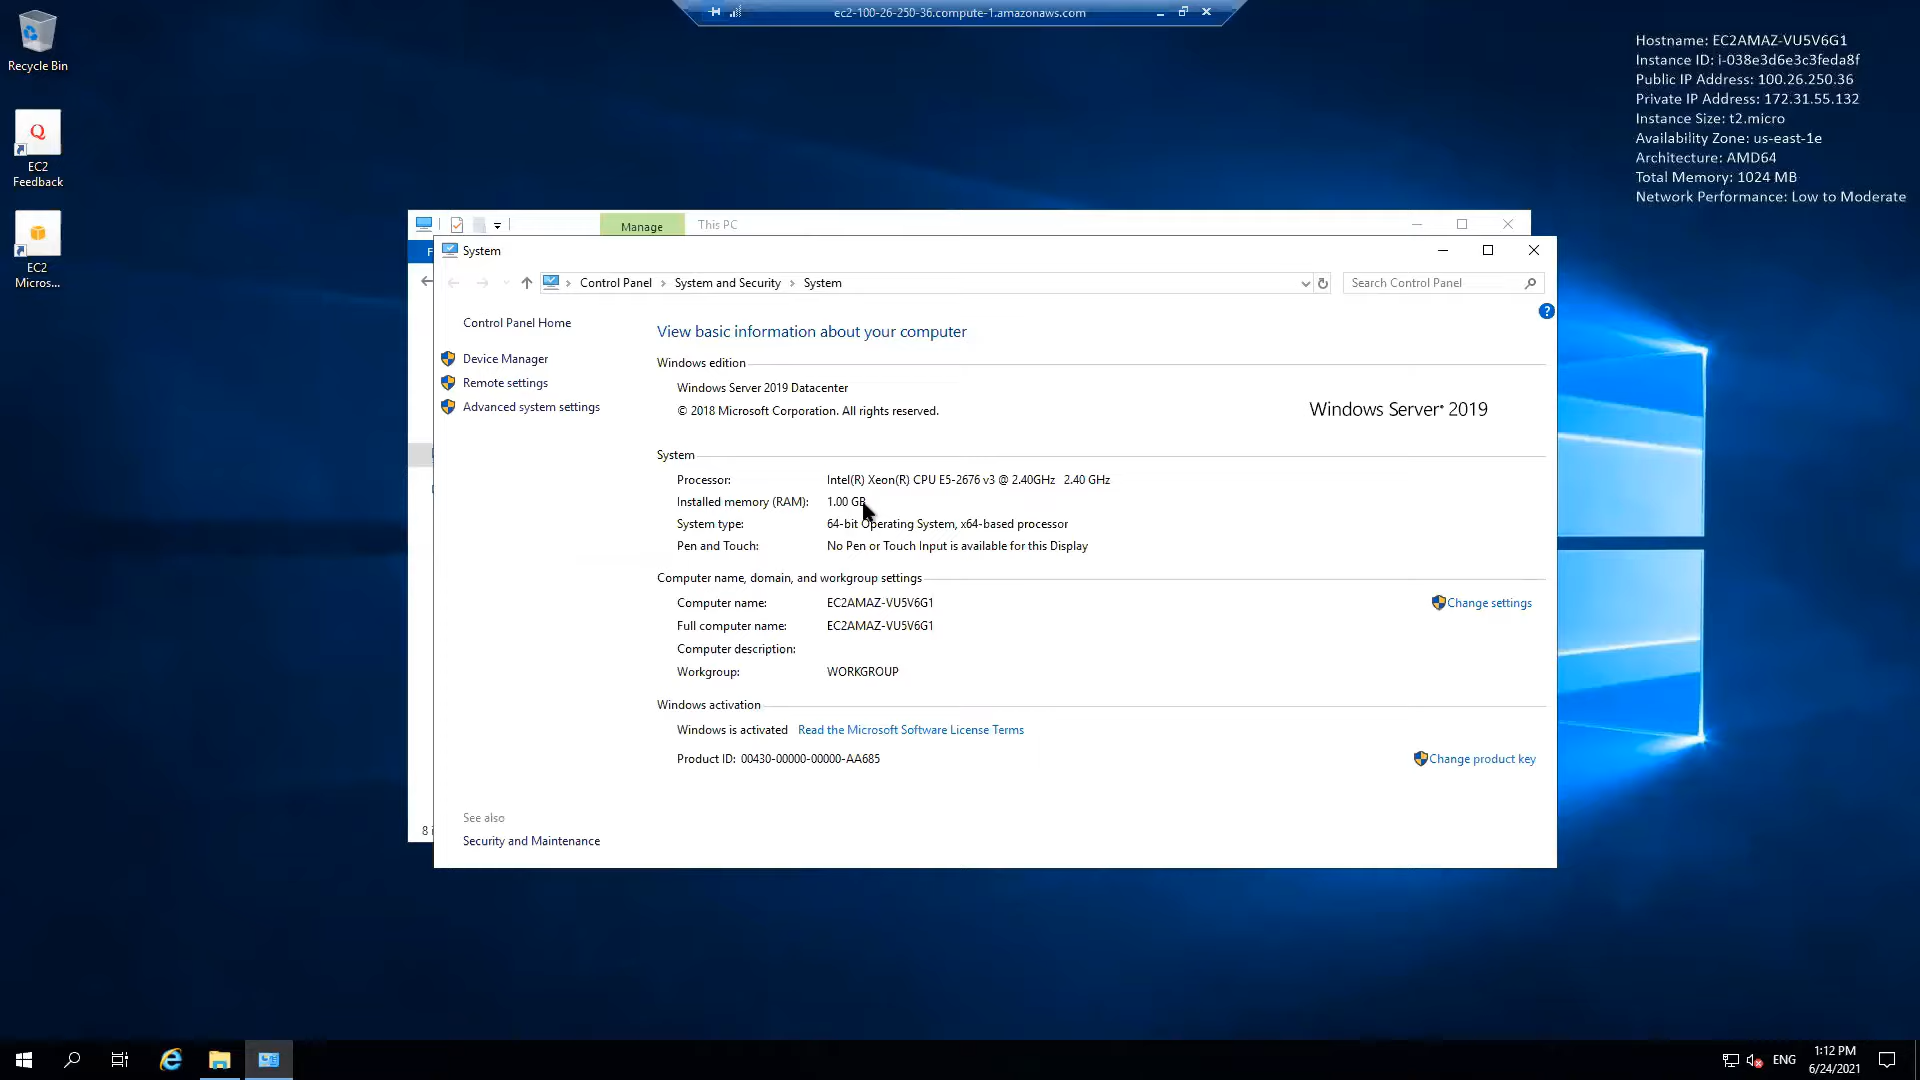 ec2-100-26-250-36.compute-1.amazonaws.com
Recycle Bin
EC2
Feedback
EC2
Micros...
Hostname: EC2AMAZ-VU5V6G1
Instance ID: i-038e3d6e3c3feda8f
Public IP Address: 100.26.250.36
Private IP Address: 172.31.55.132
Instance Size: t2.micro
Availability Zone: us-east-1e
Architecture: AMD64
Total Memory: 1024 MB
Network Performance: Low to Moderate
Manage
This PC
F
System
Control Panel > System and Security > System
Search Control Panel
Control Panel Home
Device Manager
Remote settings
Advanced system settings
See also
Security and Maintenance
View basic information about your computer
Windows edition
Windows Server 2019 Datacenter
© 2018 Microsoft Corporation. All rights reserved.
Windows Server® 2019
System
Processor: Intel(R) Xeon(R) CPU E5-2676 v3 @ 2.40GHz 2.40 GHz
Installed memory (RAM): 1.00 GB
System type: 64-bit Operating System, x64-based processor
Pen and Touch: No Pen or Touch Input is available for this Display
Computer name, domain, and workgroup settings
Computer name: EC2AMAZ-VU5V6G1
Change settings
Full computer name: EC2AMAZ-VU5V6G1
Computer description:
Workgroup: WORKGROUP
Windows activation
Windows is activated Read the Microsoft Software License Terms
Product ID: 00430-00000-00000-AA685
Change product key
8 i
ENG
1:12 PM
6/24/2021